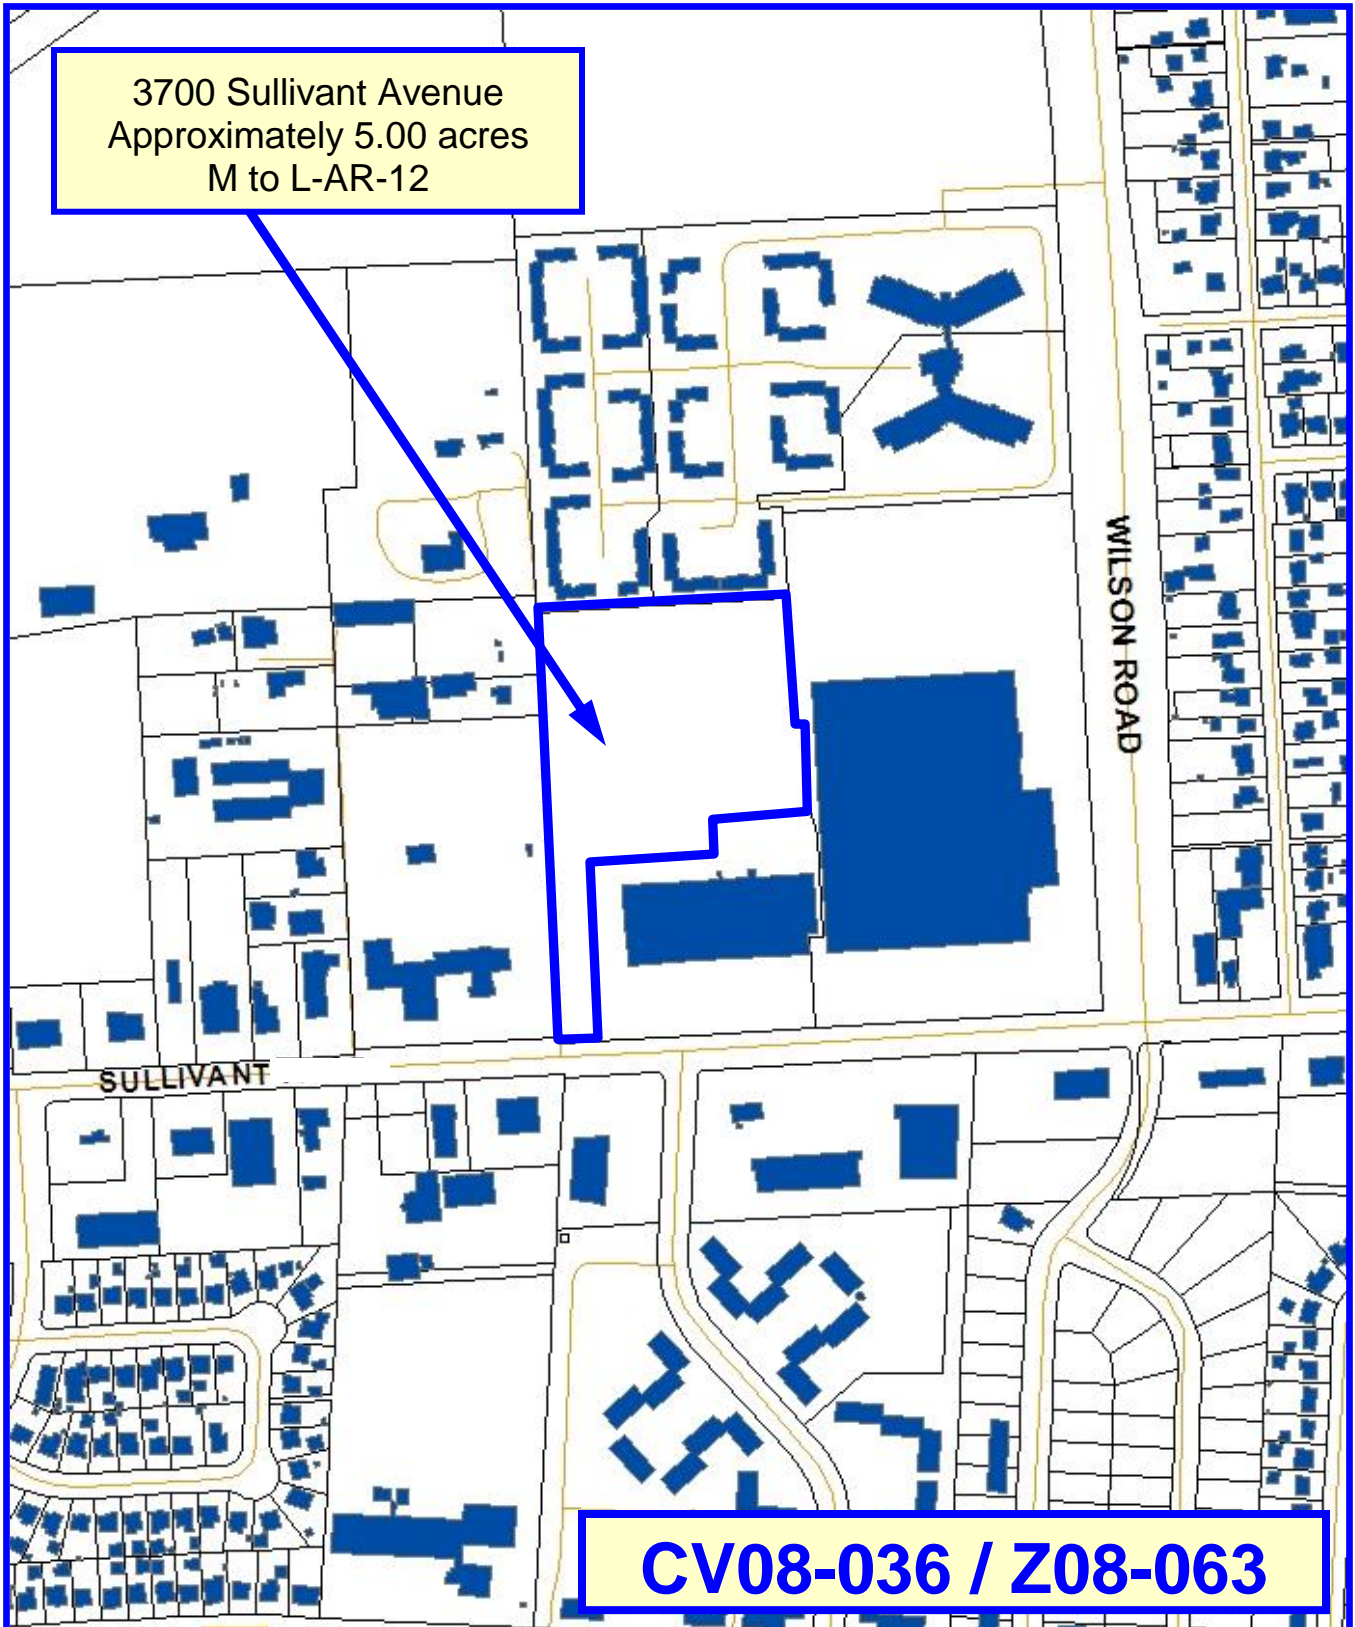 3700 Sullivant Avenue
Approximately 5.00 acres
M to L-AR-12
WILSON ROAD
SULLIVANT
CV08-036 / Z08-063